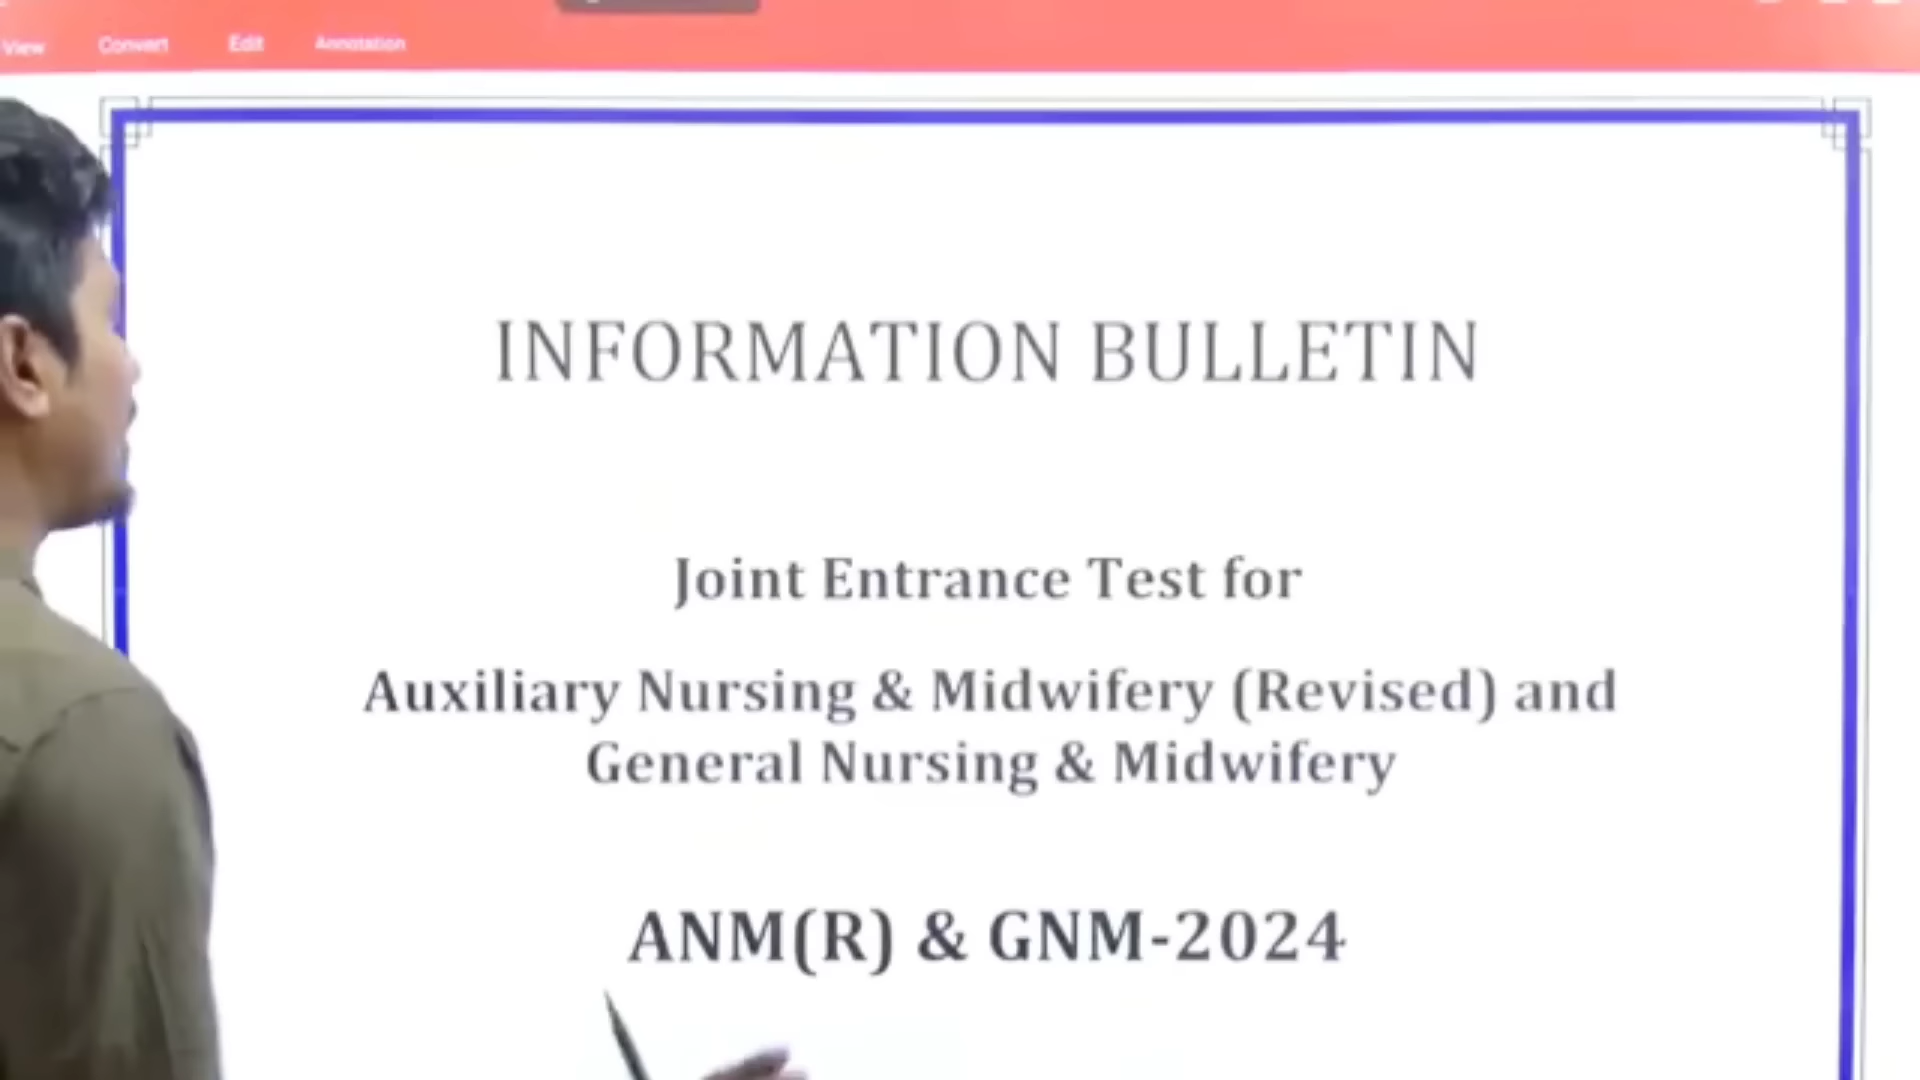 View Convert Edit Annotation
INFORMATION BULLETIN
Joint Entrance Test for
Auxiliary Nursing & Midwifery (Revised) and
General Nursing & Midwifery
ANM(R) & GNM-2024